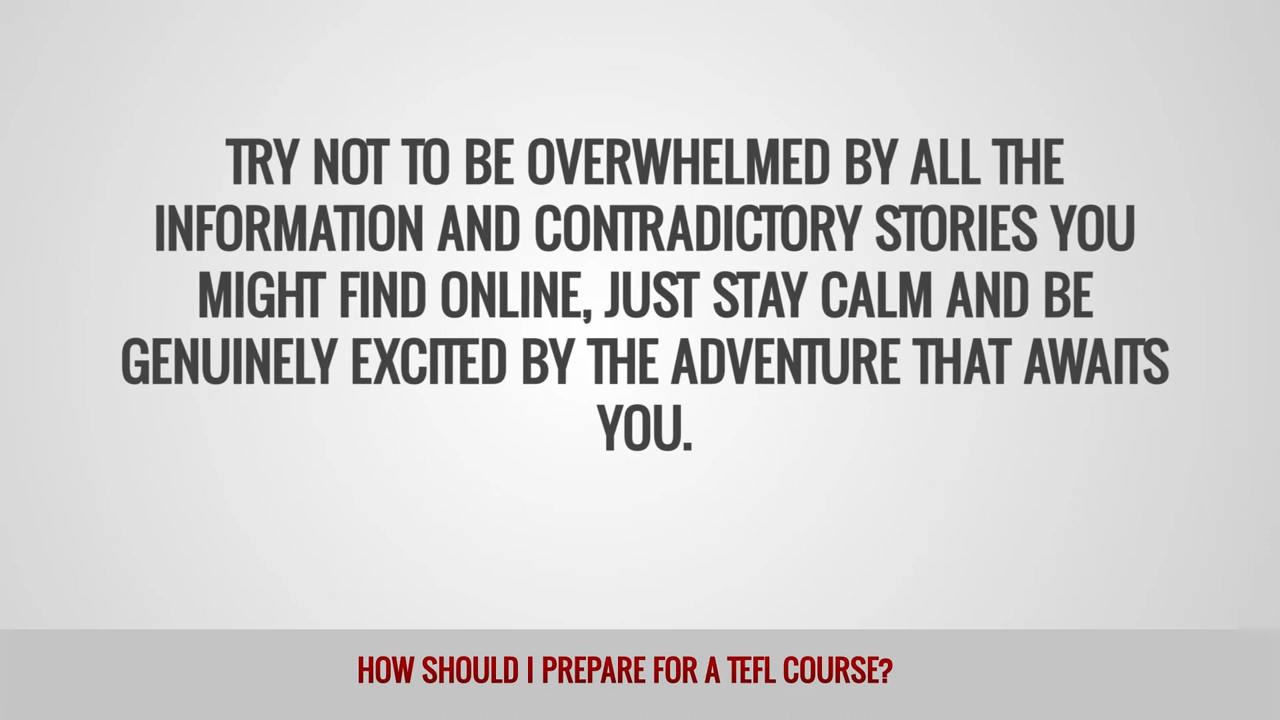 TRY NOT TO BE OVERWHELMED BY ALL THE
INFORMATION AND CONTRADICTORY STORIES YOU
MIGHT FIND ONLINE, JUST STAY CALM AND BE
GENUINELY EXCITED BY THE ADVENTURE THAT AWAITS
YOU.
HOW SHOULD I PREPARE FOR A TEFL COURSE?